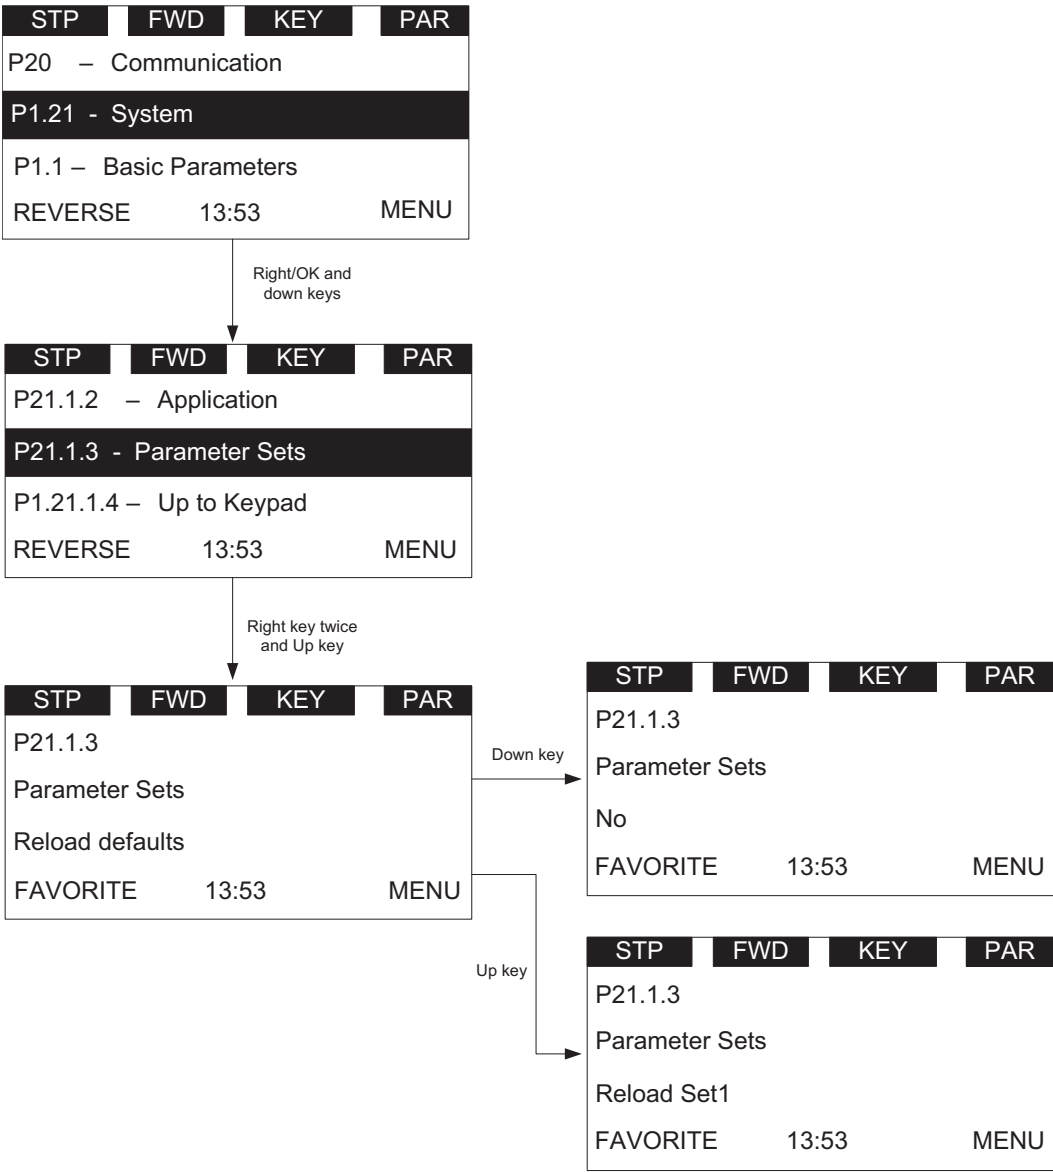 STP FWD KEY PAR
P20 – Communication
P1.21 - System
P1.1 – Basic Parameters
REVERSE 13:53 MENU
Right/OK and
down keys
STP FWD KEY PAR
P21.1.2 – Application
P21.1.3 - Parameter Sets
P1.21.1.4 – Up to Keypad
REVERSE 13:53 MENU
Right key twice
and Up key
STP FWD KEY PAR
P21.1.3
Parameter Sets
Reload defaults
FAVORITE 13:53 MENU
Down key
STP FWD KEY PAR
P21.1.3
Parameter Sets
No
FAVORITE 13:53 MENU
Up key
STP FWD KEY PAR
P21.1.3
Parameter Sets
Reload Set1
FAVORITE 13:53 MENU